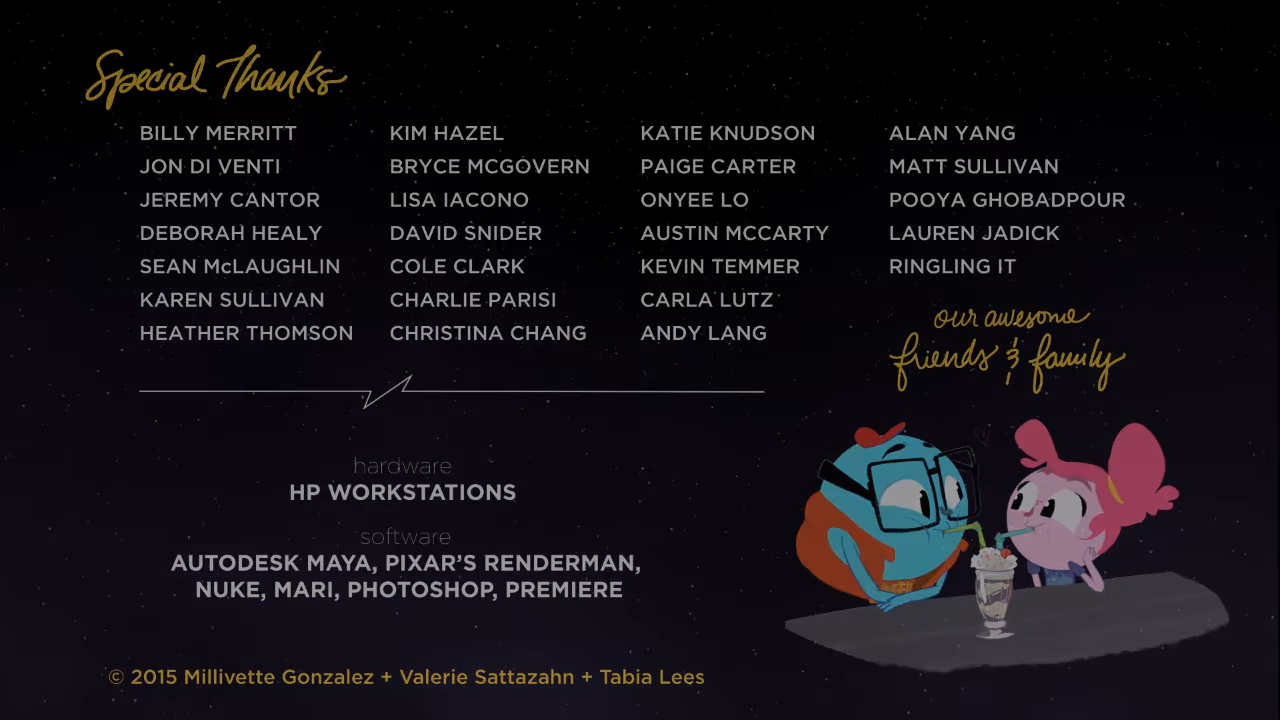 Special Thanks
BILLY MERRITT
JON DI VENTI
JEREMY CANTOR
DEBORAH HEALY
SEAN McLAUGHLIN
KAREN SULLIVAN
HEATHER THOMSON
KIM HAZEL
BRYCE MCGOVERN
LISA IACONO
DAVID SNIDER
COLE CLARK
CHARLIE PARISI
CHRISTINA CHANG
KATIE KNUDSON
PAIGE CARTER
ONYEE LO
AUSTIN MCCARTY
KEVIN TEMMER
CARLA LUTZ
ANDY LANG
ALAN YANG
MATT SULLIVAN
POOYA GHOBADPOUR
LAUREN JADICK
RINGLING IT
our awesome
friends & family
hardware
HP WORKSTATIONS
software
AUTODESK MAYA, PIXAR'S RENDERMAN,
NUKE, MARI, PHOTOSHOP, PREMIERE
© 2015 Millivette Gonzalez + Valerie Sattazahn + Tabia Lees